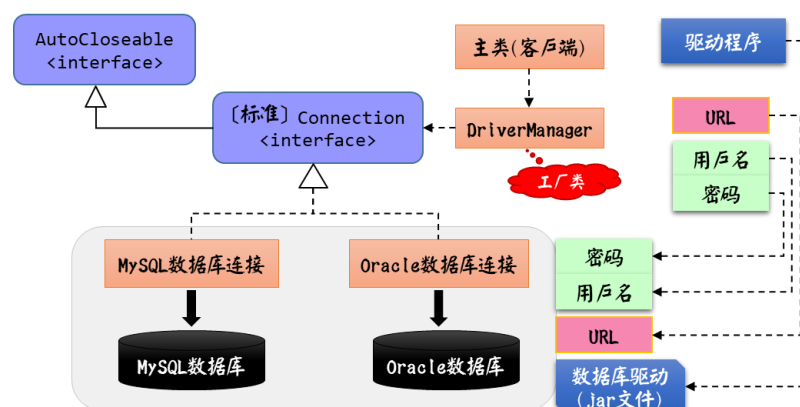 AutoCloseable
<interface>
主类(客户端)
驱动程序
〔标准〕Connection
<interface>
DriverManager
URL
工厂类
用户名
密码
MySQL数据库连接
Oracle数据库连接
密码
用户名
MySQL数据库
Oracle数据库
URL
数据库驱动
(jar文件)